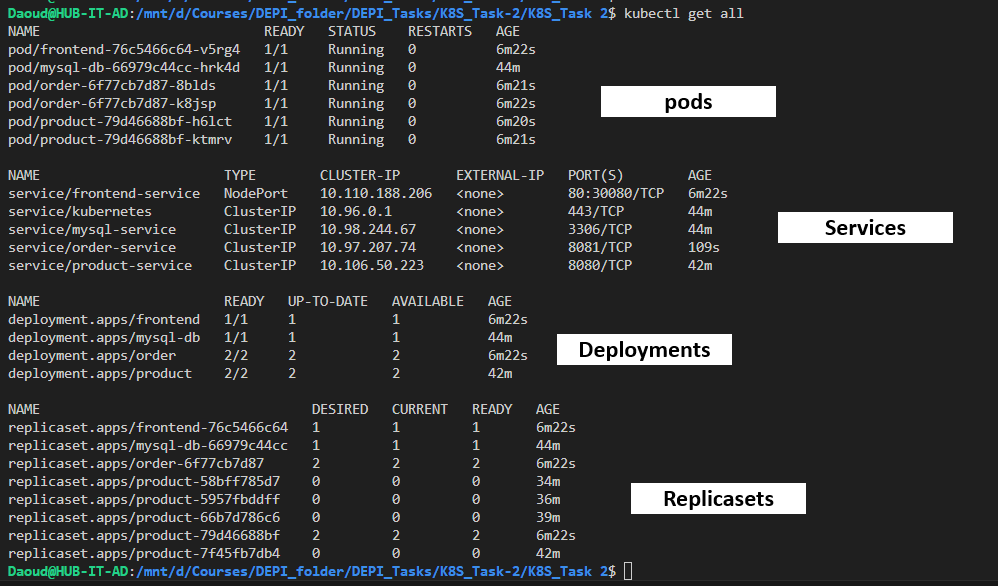 Daoud@HUB-IT-AD:/mnt/d/Courses/DEPI_folder/DEPI_Tasks/K8S_Task-2/K8S_Task 2$ kubectl get all
NAME READY STATUS RESTARTS AGE
pod/frontend-76c5466c64-v5rg4 1/1 Running 0 6m22s
pod/mysql-db-66979c44cc-hrk4d 1/1 Running 0 44m
pod/order-6f77cb7d87-8blds 1/1 Running 0 6m21s
pod/order-6f77cb7d87-k8jsp 1/1 Running 0 6m22s
pods
pod/product-79d46688bf-h6lct 1/1 Running 0 6m20s
pod/product-79d46688bf-ktmrv 1/1 Running 0 6m21s
NAME TYPE CLUSTER-IP EXTERNAL-IP PORT(S) AGE
service/frontend-service NodePort 10.110.188.206 <none> 80:30080/TCP 6m22s
service/kubernetes ClusterIP 10.96.0.1 <none> 443/TCP 44m
service/mysql-service ClusterIP 10.98.244.67 <none> 3306/TCP 44m
Services
service/order-service ClusterIP 10.97.207.74 <none> 8081/TCP 109s
service/product-service ClusterIP 10.106.50.223 <none> 8080/TCP 42m
NAME READY UP-TO-DATE AVAILABLE AGE
deployment.apps/frontend 1/1 1 1 6m22s
deployment.apps/mysql-db 1/1 1 1 44m
Deployments
deployment.apps/order 2/2 2 2 6m22s
deployment.apps/product 2/2 2 2 42m
NAME DESIRED CURRENT READY AGE
replicaset.apps/frontend-76c5466c64 1 1 1 6m22s
replicaset.apps/mysql-db-66979c44cc 1 1 1 44m
replicaset.apps/order-6f77cb7d87 2 2 2 6m22s
replicaset.apps/product-58bff785d7 0 0 0 34m
replicaset.apps/product-5957fbddff 0 0 0 36m
Replicasets
replicaset.apps/product-66b7d786c6 0 0 0 39m
replicaset.apps/product-79d46688bf 2 2 2 6m22s
replicaset.apps/product-7f45fb7db4 0 0 0 42m
Daoud@HUB-IT-AD:/mnt/d/Courses/DEPI_folder/DEPI_Tasks/K8S_Task-2/K8S_Task 2$